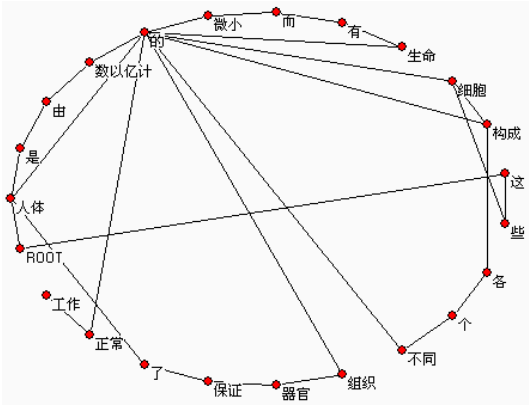 微小
而
有
的
生命
数以亿计
细胞
由
构成
是
这
人体
些
ROOT
各
工作
个
正常
不同
了
组织
保证
器官